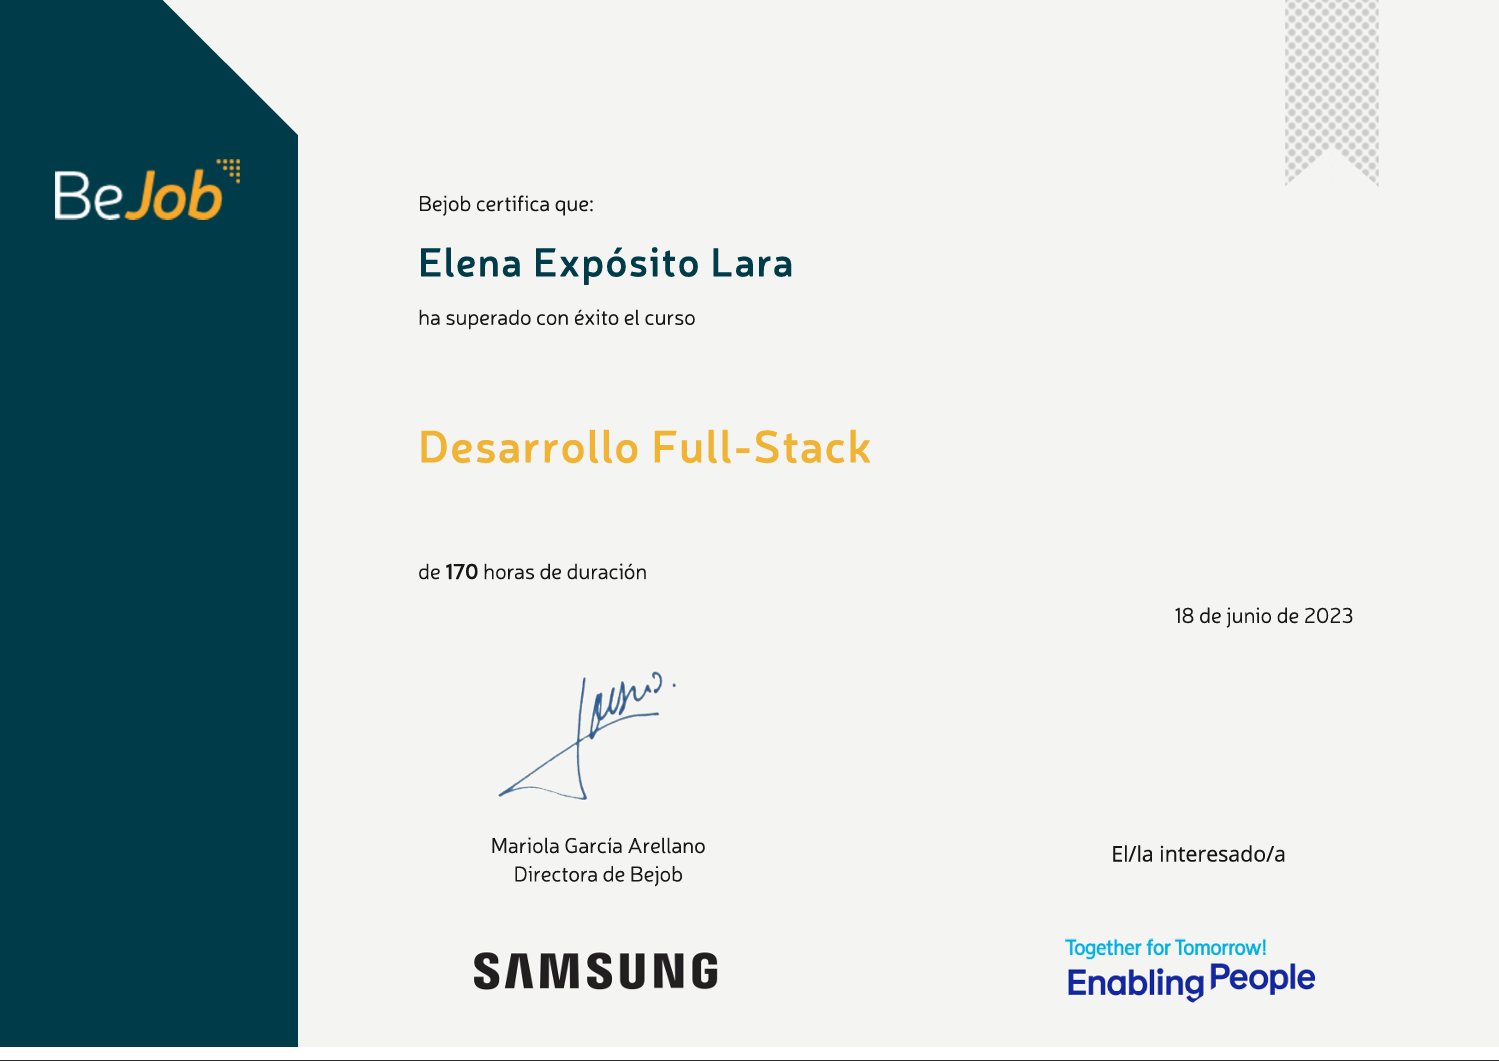 BeJob
Bejob certifica que:
Elena Expósito Lara
ha superado con éxito el curso
Desarrollo Full-Stack
de 170 horas de duración
18 de junio de 2023
Mariola García Arellano
Directora de Bejob
El/la interesado/a
SAMSUNG
Together for Tomorrow!
Enabling People